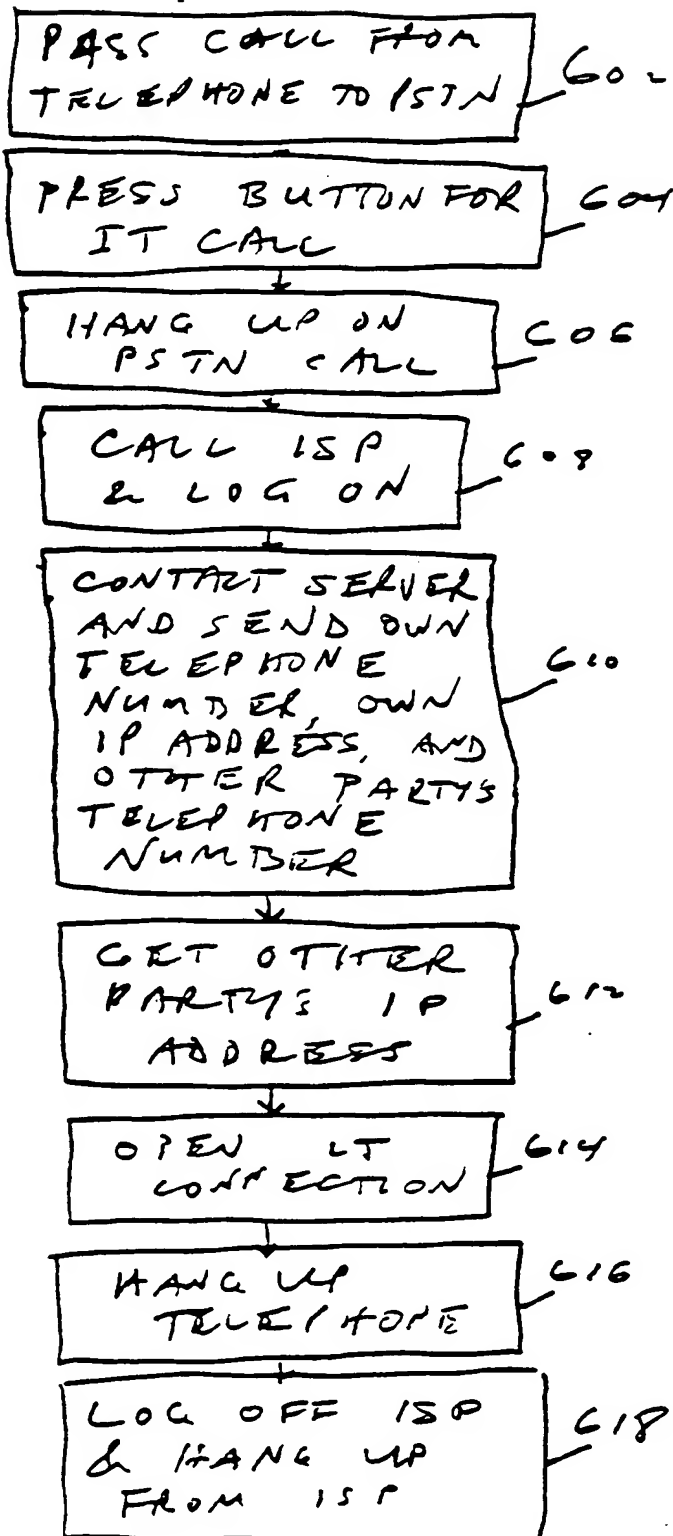 PASS CALL FROM
TELEPHONE TO PSTN
602
PRESS BUTTON FOR
IT CALL
604
HANG UP ON
PSTN CALL
606
CALL ISP
& LOG ON
608
CONTACT SERVER
AND SEND OWN
TELEPHONE
NUMBER, OWN
IP ADDRESS, AND
OTHER PARTY'S
TELEPHONE
NUMBER
610
GET OTHER
PARTY'S IP
ADDRESS
612
OPEN IT
CONNECTION
614
HANG UP
TELEPHONE
616
LOG OFF ISP
& HANG UP
FROM ISP
618